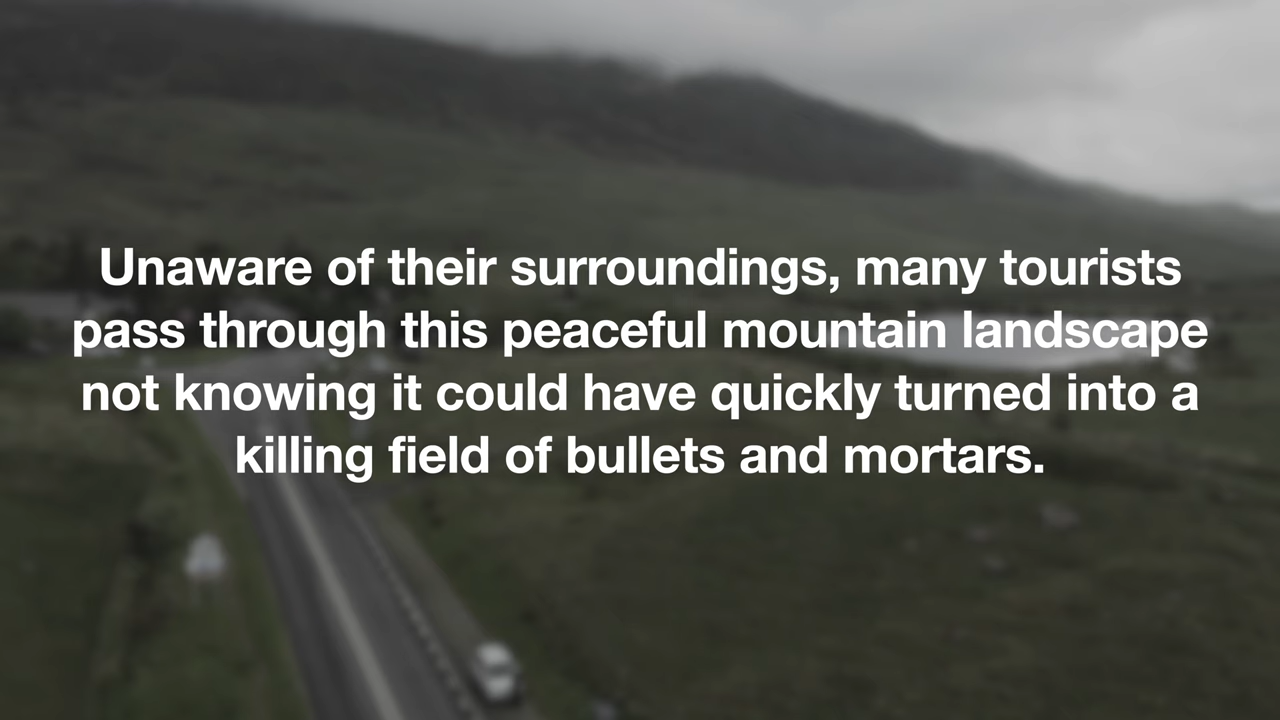 Unaware of their surroundings, many tourists
pass through this peaceful mountain landscape
not knowing it could have quickly turned into a
killing field of bullets and mortars.